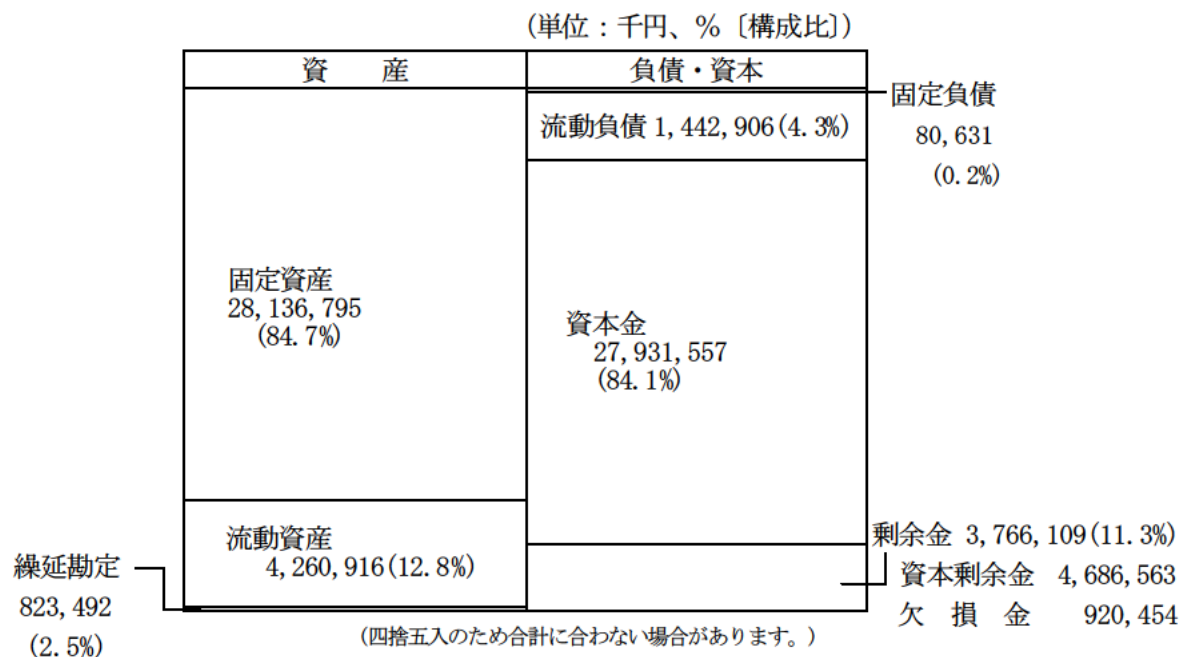 (単位：千円、%〔構成比〕)
資　産
負債・資本
固定負債
80,631
(0.2%)
流動負債 1,442,906(4.3%)
固定資産
28,136,795
(84.7%)
資本金
27,931,557
(84.1%)
流動資産
4,260,916(12.8%)
繰延勘定
823,492
(2.5%)
剰余金 3,766,109(11.3%)
資本剰余金 4,686,563
欠 損 金 920,454
(四捨五入のため合計に合わない場合があります。)